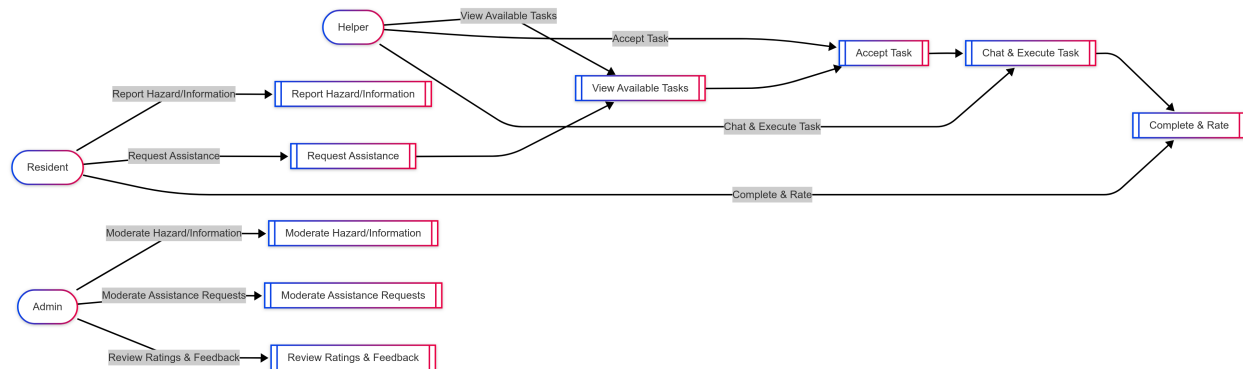 Helper
View Available Tasks
Accept Task
Accept Task
Chat & Execute Task
View Available Tasks
Report Hazard/Information
Report Hazard/Information
Chat & Execute Task
Complete & Rate
Resident
Request Assistance
Request Assistance
Complete & Rate
Moderate Hazard/Information
Moderate Hazard/Information
Admin
Moderate Assistance Requests
Moderate Assistance Requests
Review Ratings & Feedback
Review Ratings & Feedback